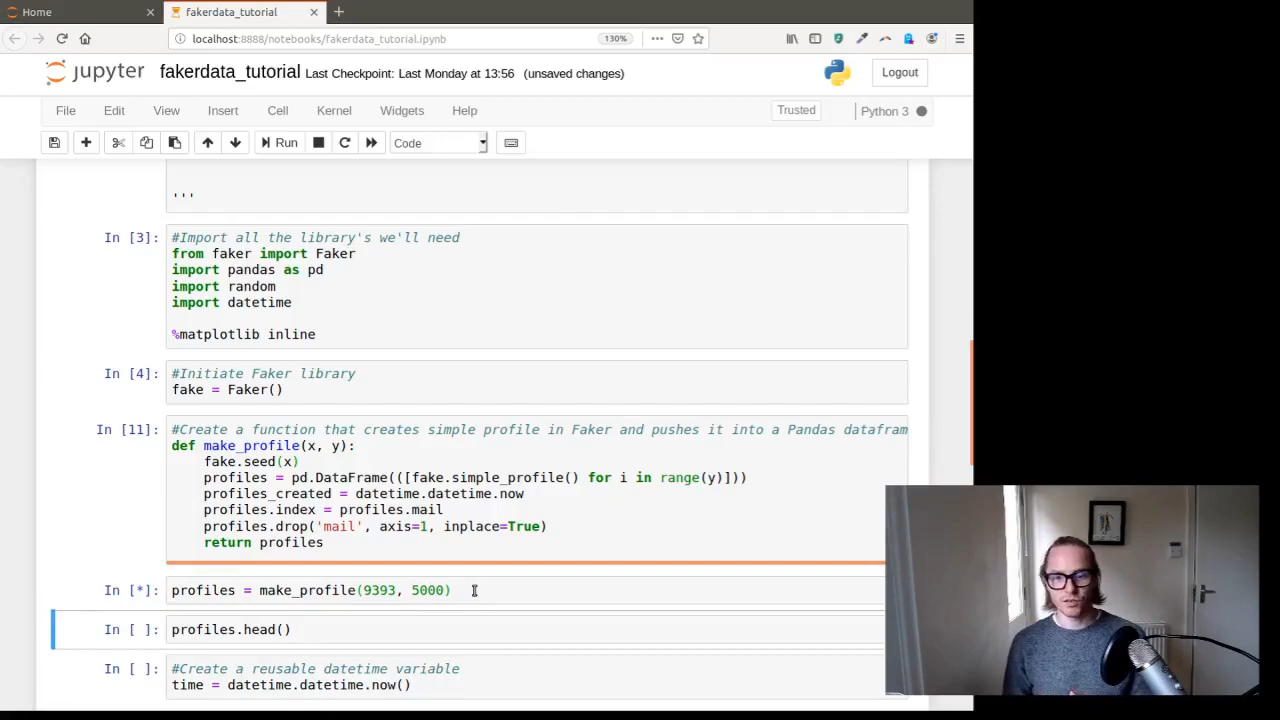 Home
fakerdata_tutorial
localhost:8888/notebooks/fakerdata_tutorial.ipynb
130%
jupyter fakerdata_tutorial Last Checkpoint: Last Monday at 13:56 (unsaved changes)
Logout
File Edit View Insert Cell Kernel Widgets Help
Trusted
Python 3
Run
Code
'''
In [3]: #Import all the library's we'll need
from faker import Faker
import pandas as pd
import random
import datetime
%matplotlib inline
In [4]: #Initiate Faker library
fake = Faker()
In [11]: #Create a function that creates simple profile in Faker and pushes it into a Pandas datafram
def make_profile(x, y):
fake.seed(x)
profiles = pd.DataFrame(([fake.simple_profile() for i in range(y)]))
profiles_created = datetime.datetime.now
profiles.index = profiles.mail
profiles.drop('mail', axis=1, inplace=True)
return profiles
In [*]: profiles = make_profile(9393, 5000)
In [ ]: profiles.head()
In [ ]: #Create a reusable datetime variable
time = datetime.datetime.now()